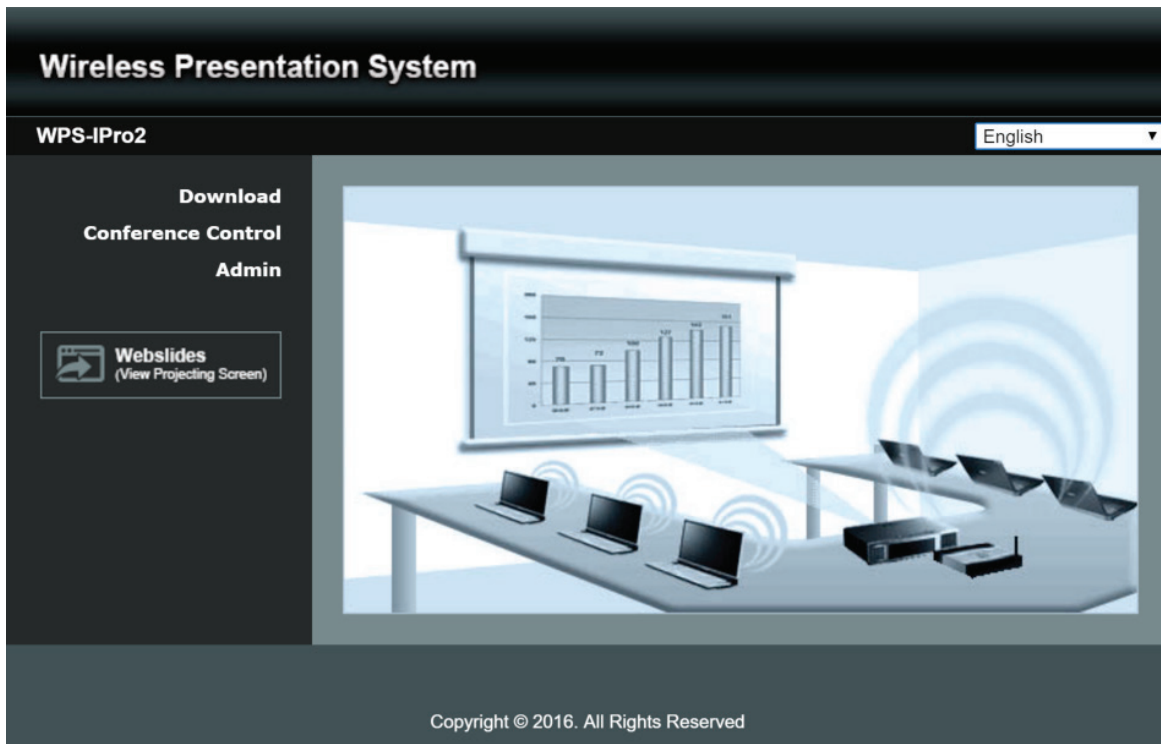 Wireless Presentation System
WPS-IPro2
English
Download
Conference Control
Admin
Webslides
(View Projecting Screen)
Copyright © 2016. All Rights Reserved